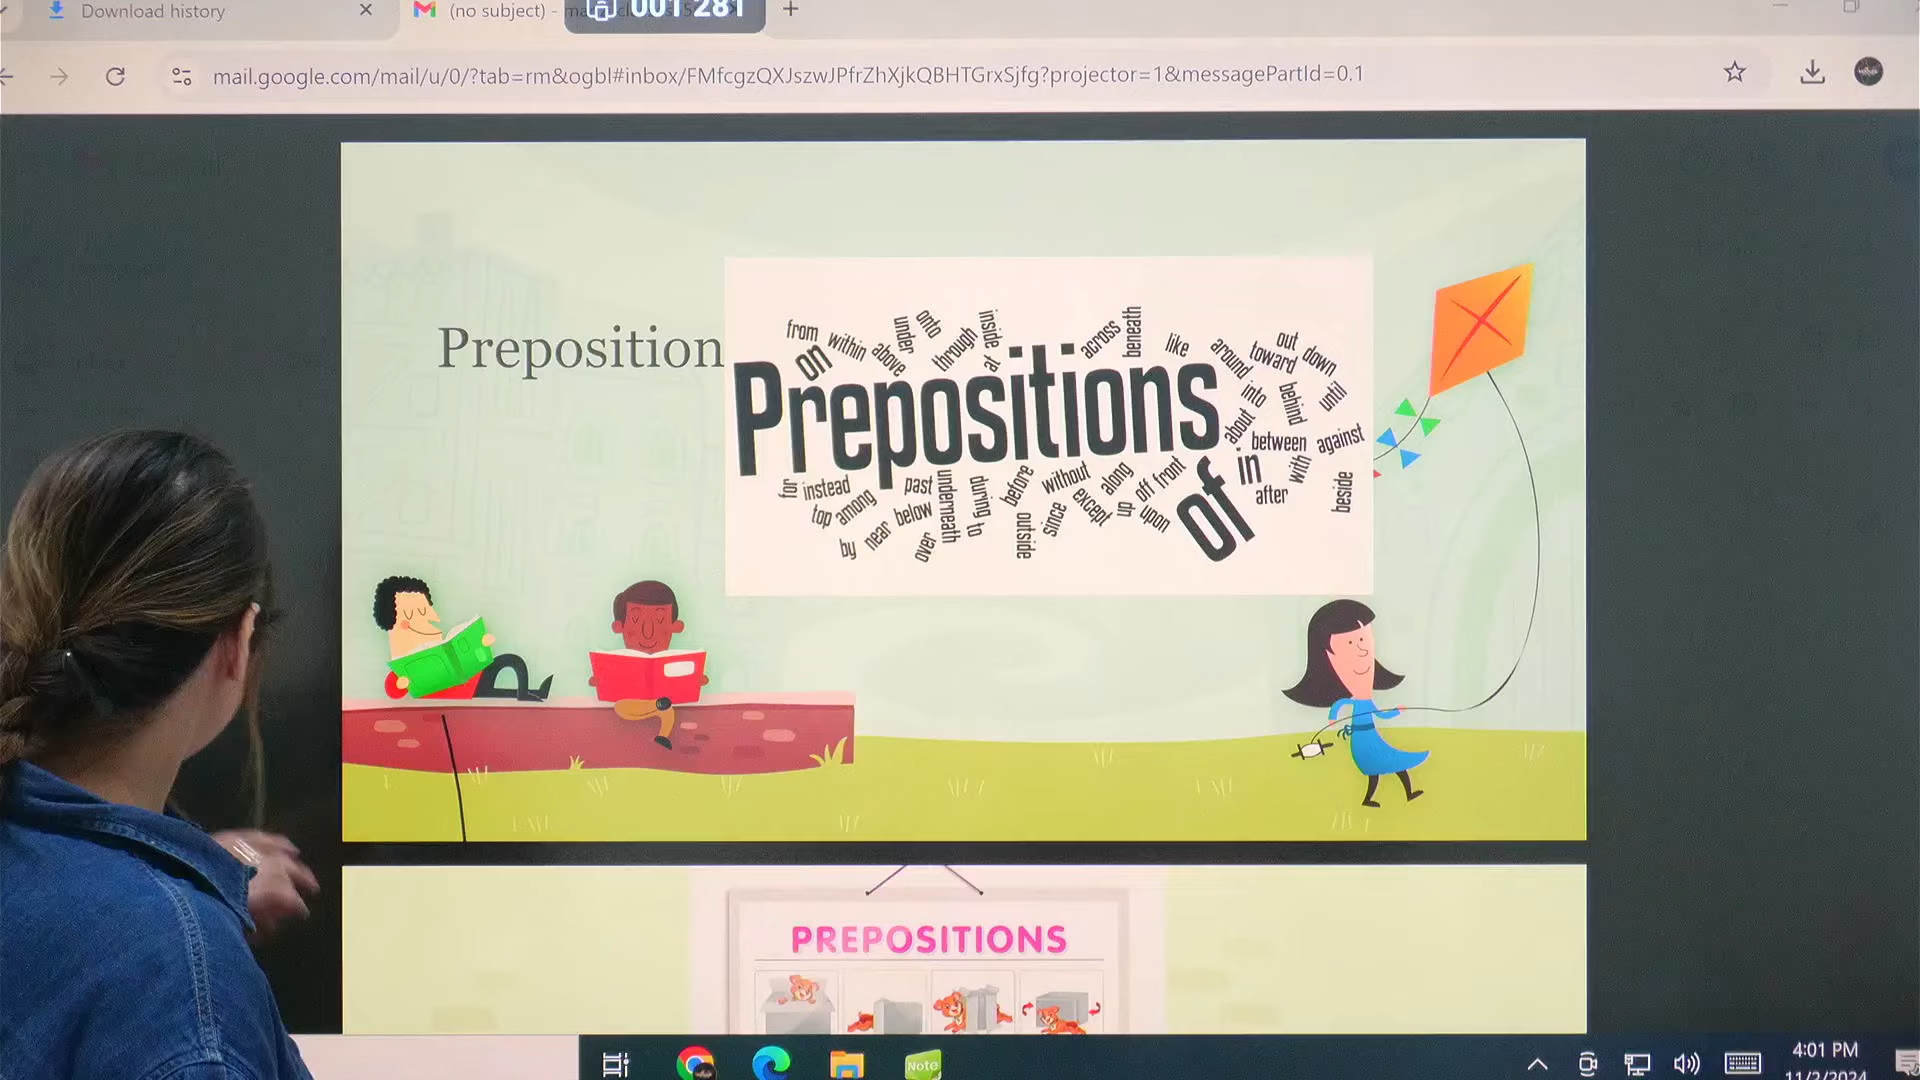 Download history
(no subject) -
001 281
mail.google.com/mail/u/0/?tab=rm&ogbl#inbox/FMfcgzQXJszwJPfrZhXjkQBHTGrxSjfg?projector=1&messagePartId=0.1
Preposition
from on within above under onto through inside at across beneath like around toward out down
Prepositions
into behind until about between against
of in with after beside
for instead top among past by near below over underneath during to before outside without since except along up off front upon
PREPOSITIONS
Note
4:01 PM
11/2/2024